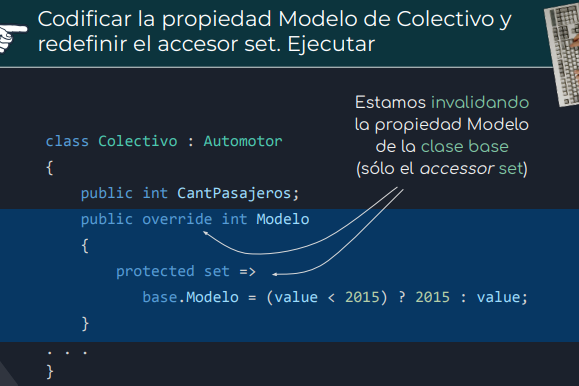 Codificar la propiedad Modelo de Colectivo y
redefinir el accesor set. Ejecutar
Estamos invalidando
la propiedad Modelo
de la clase base
(sólo el accessor set)
class Colectivo : Automotor
{
public int CantPasajeros;
public override int Modelo
{
protected set =>
base.Modelo = (value < 2015) ? 2015 : value;
}
. . .
}